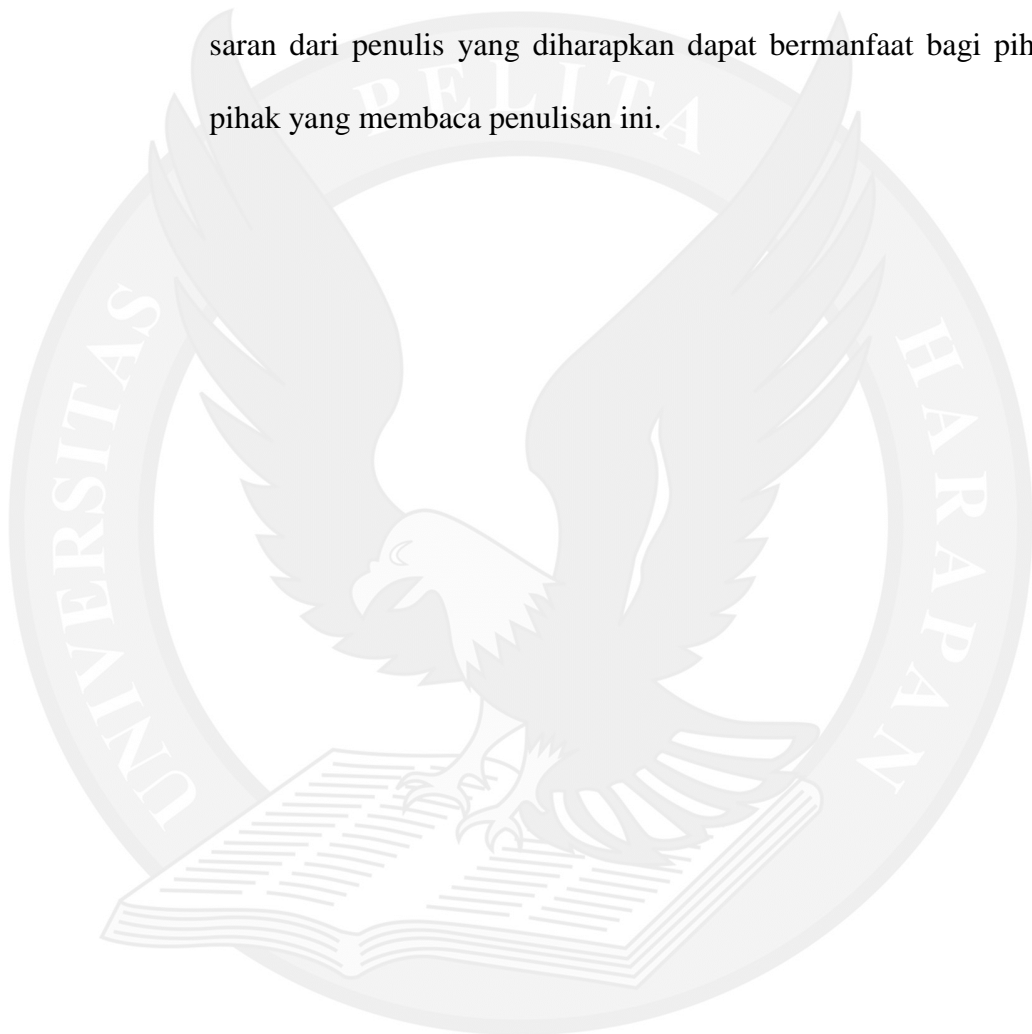 saran dari penulis yang diharapkan dapat bermanfaat bagi pih
pihak yang membaca penulisan ini.
UNIVERSITAS PELITA HARAPAN